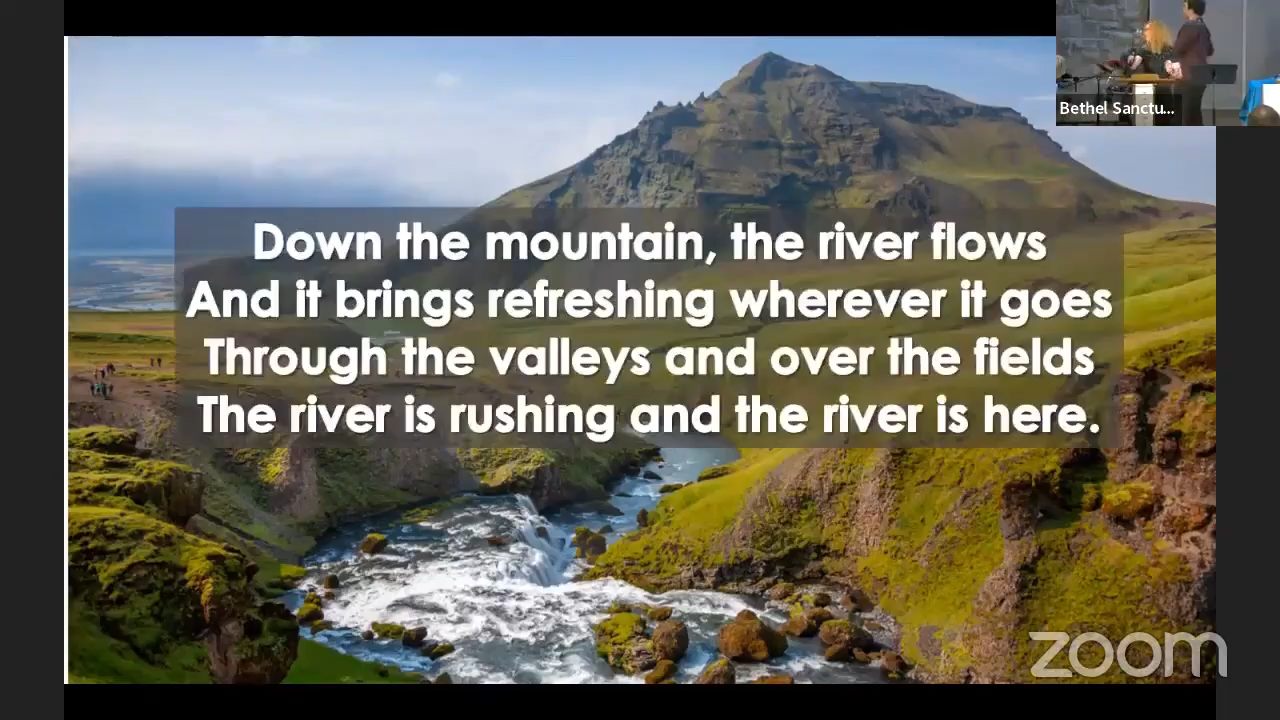 Bethel Sanctu...
Down the mountain, the river flows
And it brings refreshing wherever it goes
Through the valleys and over the fields
The river is rushing and the river is here.
zoom